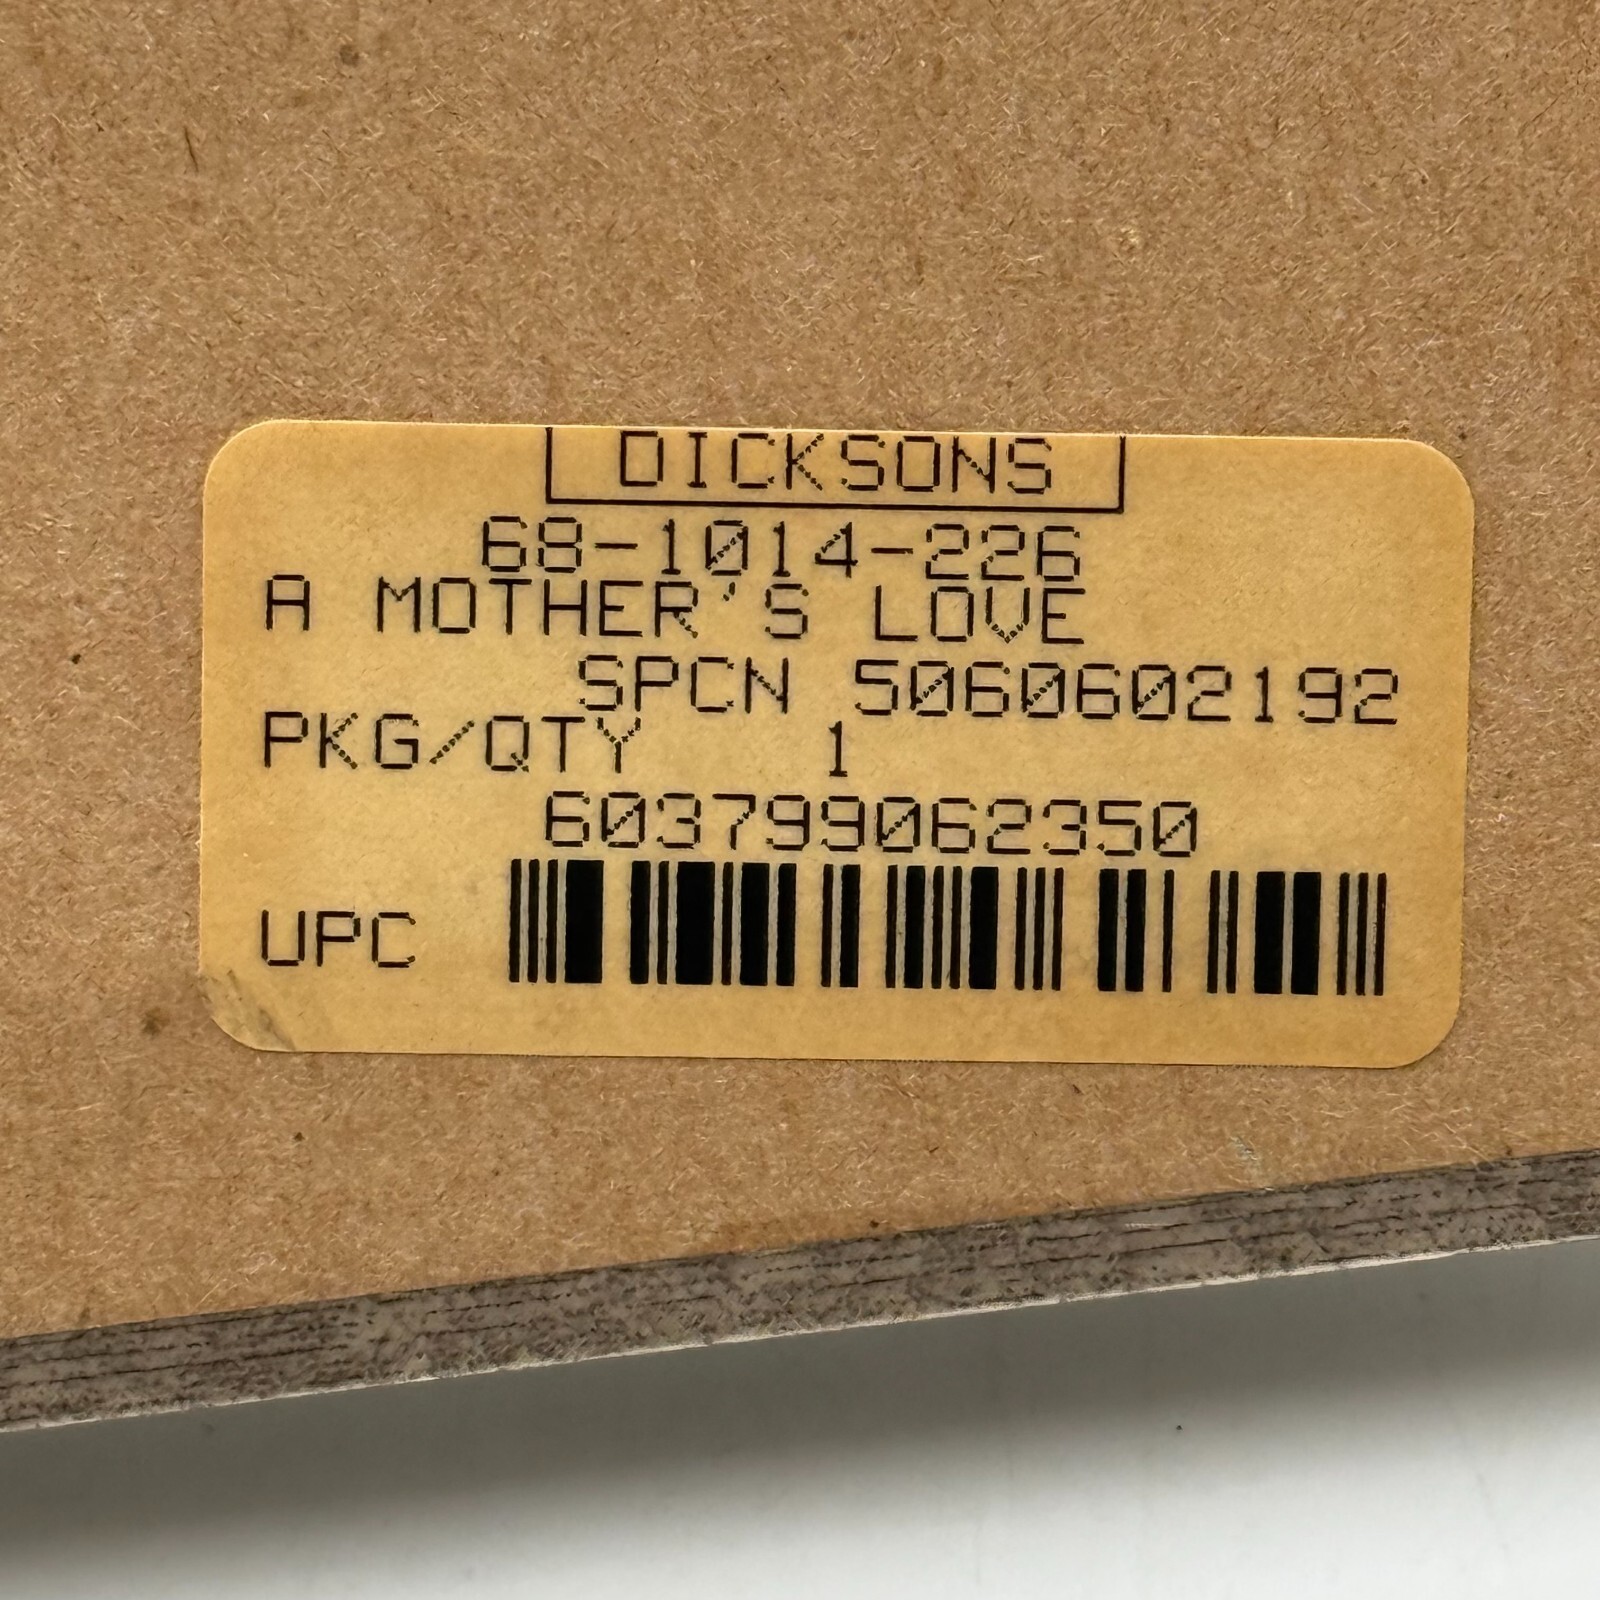 DICKSONS
68-1014-226
A MOTHER'S LOVE
SPCN 5060602192
PKG/QTY 1
603799062350
UPC